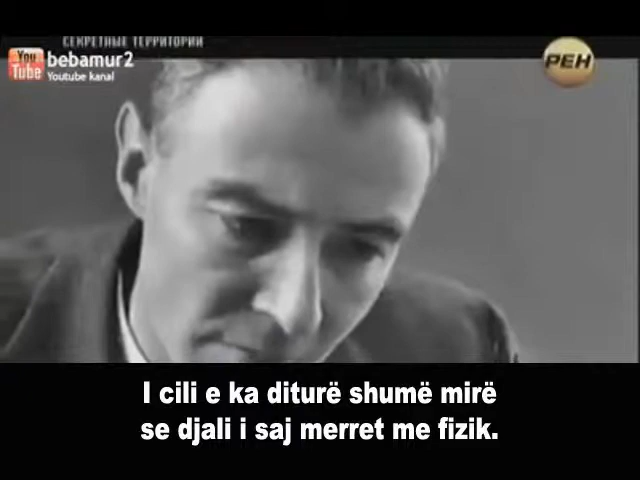 СЕКРЕТНЫЕ ТЕРРИТОРИИ
You Tube
bebamur2
Youtube kanal
РЕН
I cili e ka diturë shumë mirë
se djali i saj merret me fizik.